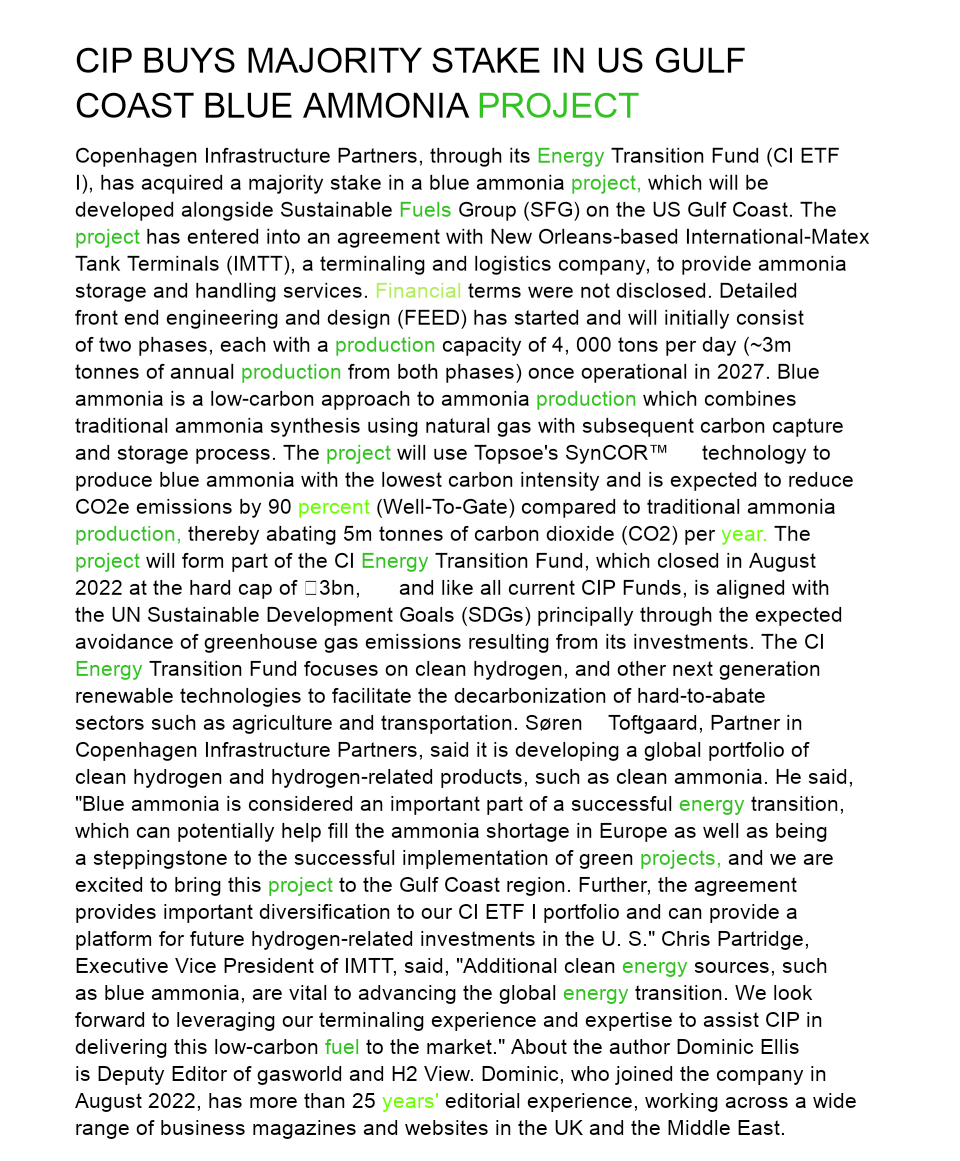 CIP BUYS MAJORITY STAKE IN US GULF
COAST BLUE AMMONIA PROJECT
Copenhagen Infrastructure Partners, through its Energy Transition Fund (CI ETF
I), has acquired a majority stake in a blue ammonia project, which will be
developed alongside Sustainable Fuels Group (SFG) on the US Gulf Coast. The
project has entered into an agreement with New Orleans-based International-Matex
Tank Terminals (IMTT), a terminaling and logistics company, to provide ammonia
storage and handling services. Financial terms were not disclosed. Detailed
front end engineering and design (FEED) has started and will initially consist
of two phases, each with a production capacity of 4, 000 tons per day (~3m
tonnes of annual production from both phases) once operational in 2027. Blue
ammonia is a low-carbon approach to ammonia production which combines
traditional ammonia synthesis using natural gas with subsequent carbon capture
and storage process. The project will use Topsoe's SynCOR™ technology to
produce blue ammonia with the lowest carbon intensity and is expected to reduce
CO2e emissions by 90 percent (Well-To-Gate) compared to traditional ammonia
production, thereby abating 5m tonnes of carbon dioxide (CO2) per year. The
project will form part of the CI Energy Transition Fund, which closed in August
2022 at the hard cap of □3bn, and like all current CIP Funds, is aligned with
the UN Sustainable Development Goals (SDGs) principally through the expected
avoidance of greenhouse gas emissions resulting from its investments. The CI
Energy Transition Fund focuses on clean hydrogen, and other next generation
renewable technologies to facilitate the decarbonization of hard-to-abate
sectors such as agriculture and transportation. Søren Toftgaard, Partner in
Copenhagen Infrastructure Partners, said it is developing a global portfolio of
clean hydrogen and hydrogen-related products, such as clean ammonia. He said,
"Blue ammonia is considered an important part of a successful energy transition,
which can potentially help fill the ammonia shortage in Europe as well as being
a steppingstone to the successful implementation of green projects, and we are
excited to bring this project to the Gulf Coast region. Further, the agreement
provides important diversification to our CI ETF I portfolio and can provide a
platform for future hydrogen-related investments in the U. S." Chris Partridge,
Executive Vice President of IMTT, said, "Additional clean energy sources, such
as blue ammonia, are vital to advancing the global energy transition. We look
forward to leveraging our terminaling experience and expertise to assist CIP in
delivering this low-carbon fuel to the market." About the author Dominic Ellis
is Deputy Editor of gasworld and H2 View. Dominic, who joined the company in
August 2022, has more than 25 years' editorial experience, working across a wide
range of business magazines and websites in the UK and the Middle East.